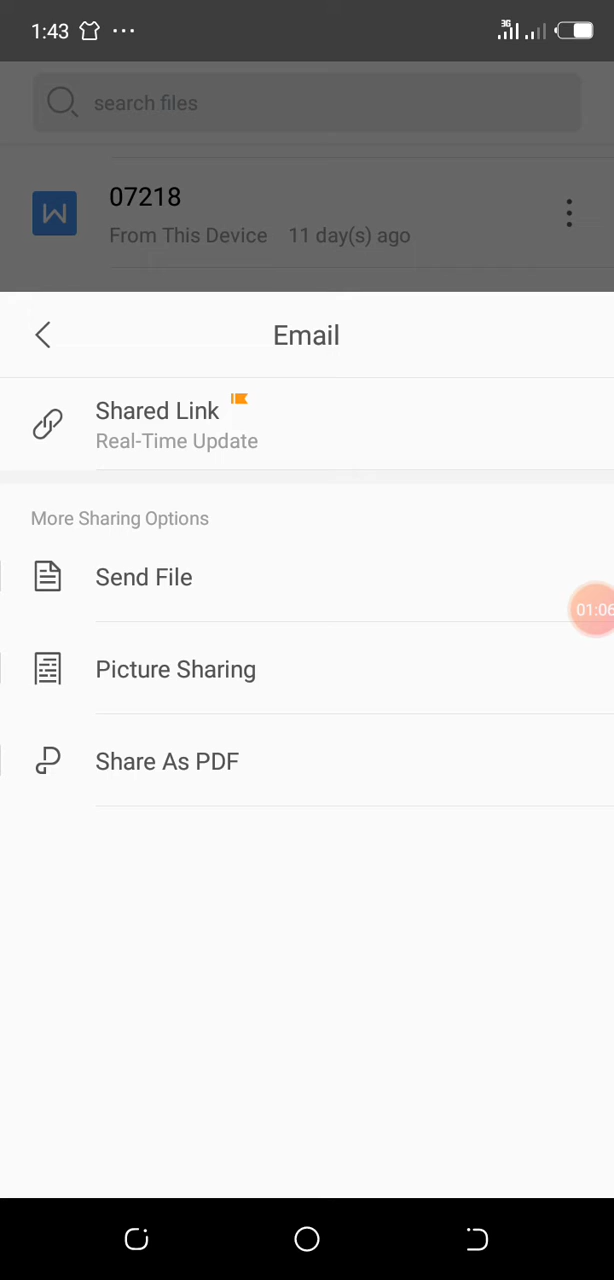 1:43
3G
search files
W
07218
From This Device 11 day(s) ago
Email
Shared Link
Real-Time Update
More Sharing Options
Send File
01:06
Picture Sharing
Share As PDF